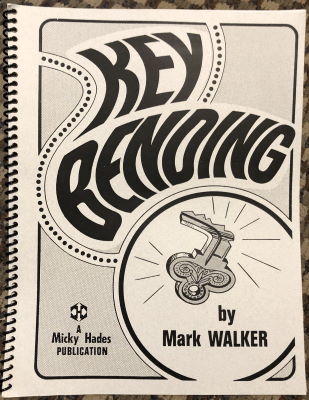 KEY
BENDING
by
Mark WALKER
A
Micky Hades
PUBLICATION